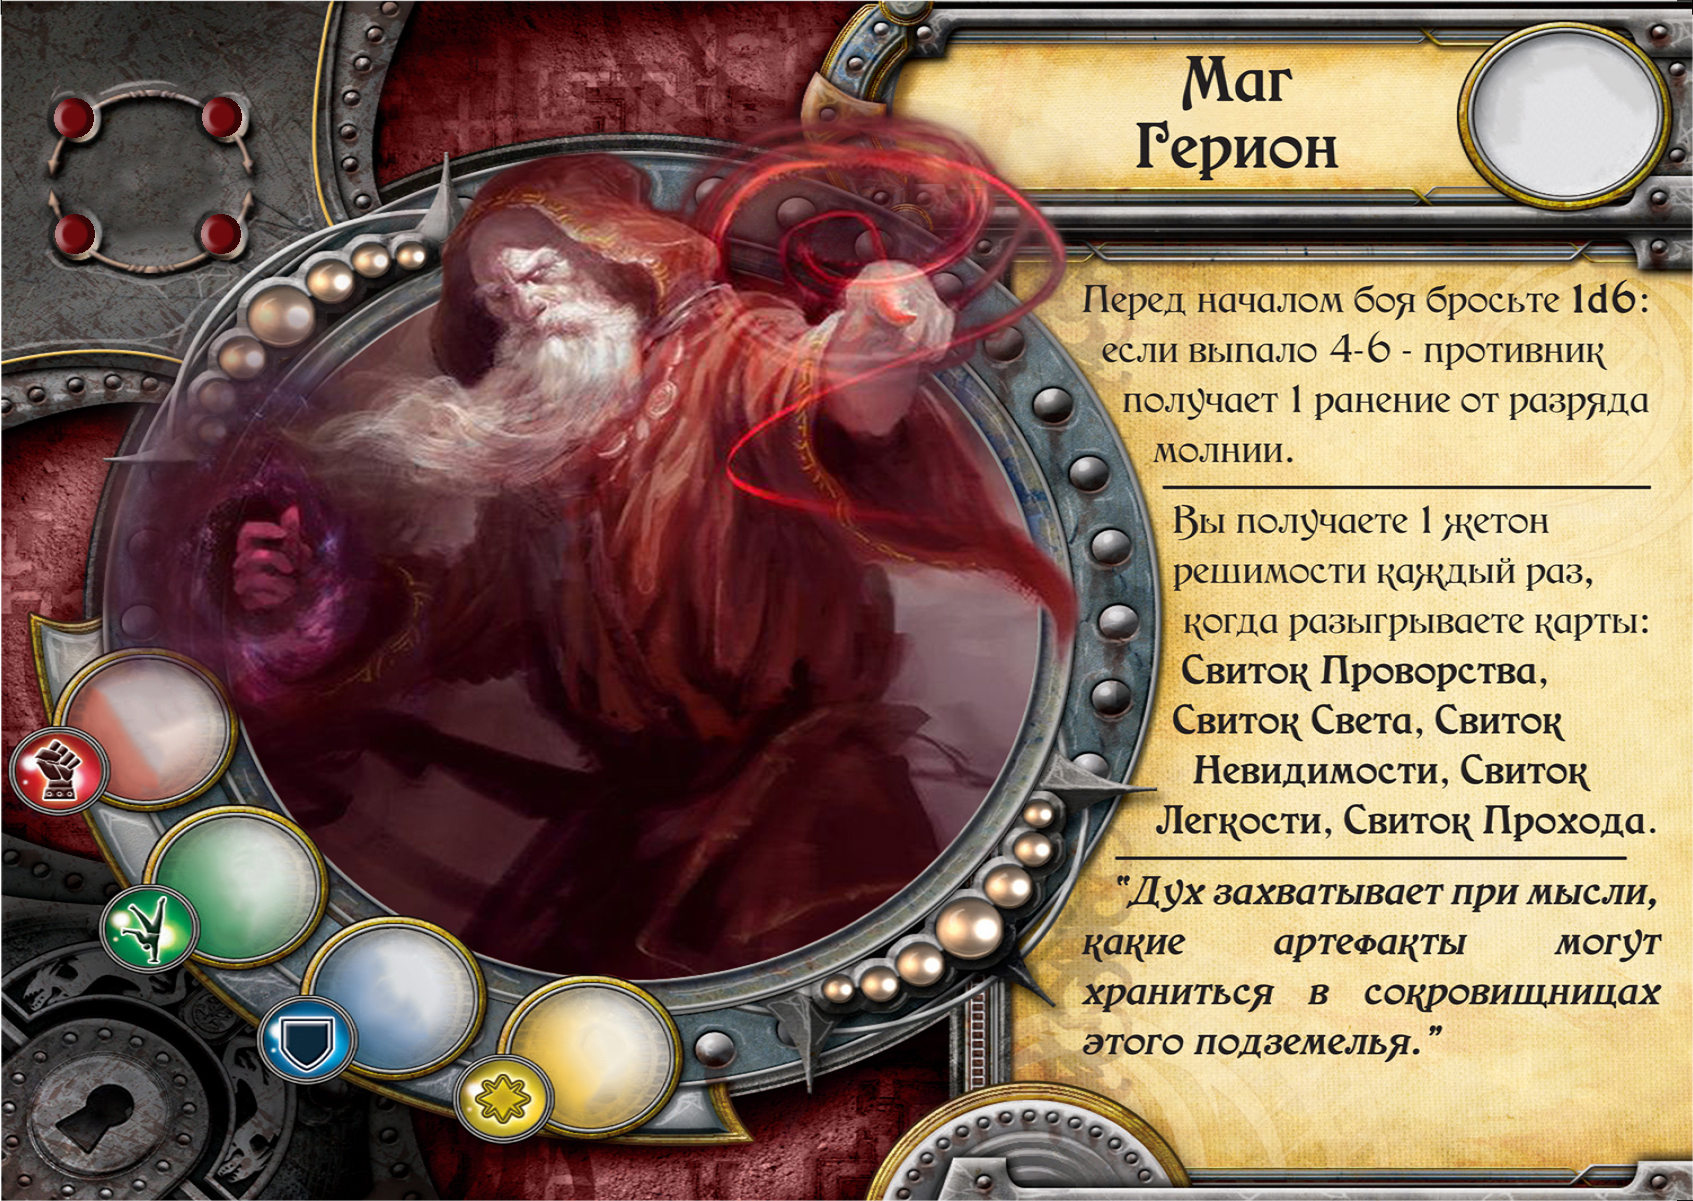 Маг
Герион
Перед началом боя бросьте 1d6:
если выпало 4-6 - противник
получает 1 ранение от разряда
молнии.
Вы получаете 1 жетон
решимости каждый раз,
когда разыгрываете карты:
Свиток Проворства,
Свиток Света, Свиток
Невидимости, Свиток
Легкости, Свиток Прохода.
“Дух захватывает при мысли,
какие артефакты могут
храниться в сокровищницах
этого подземелья.”